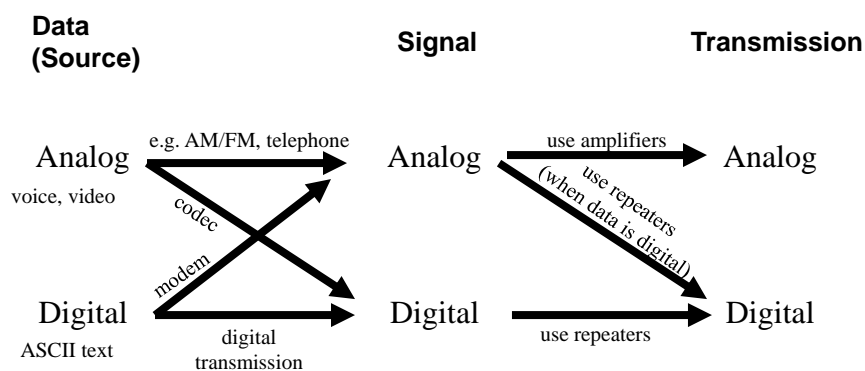 Data
(Source)
Signal
Transmission
e.g. AM/FM, telephone
use amplifiers
Analog
Analog
Analog
voice, video
codec
use repeaters
(when data is digital)
modem
Digital
Digital
Digital
ASCII text
digital
transmission
use repeaters